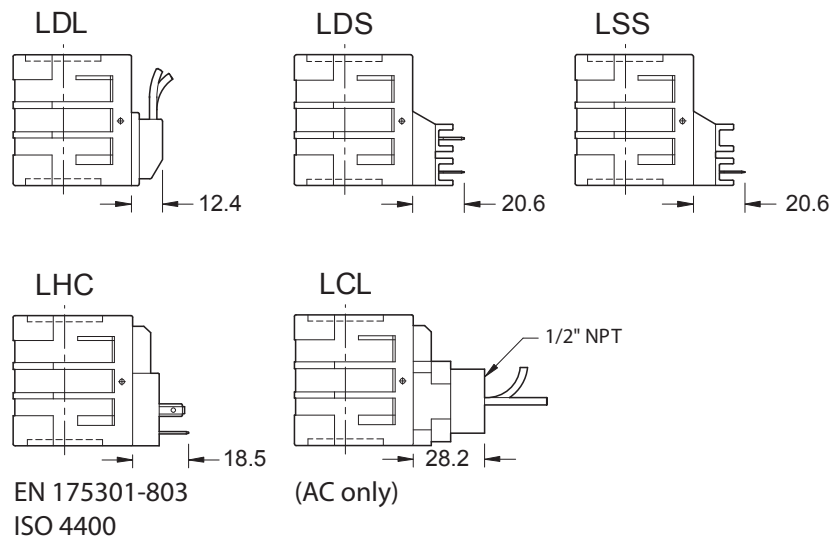 LDL
LDS
LSS
12.4
20.6
20.6
LHC
LCL
1/2" NPT
18.5
28.2
EN 175301-803
(AC only)
ISO 4400